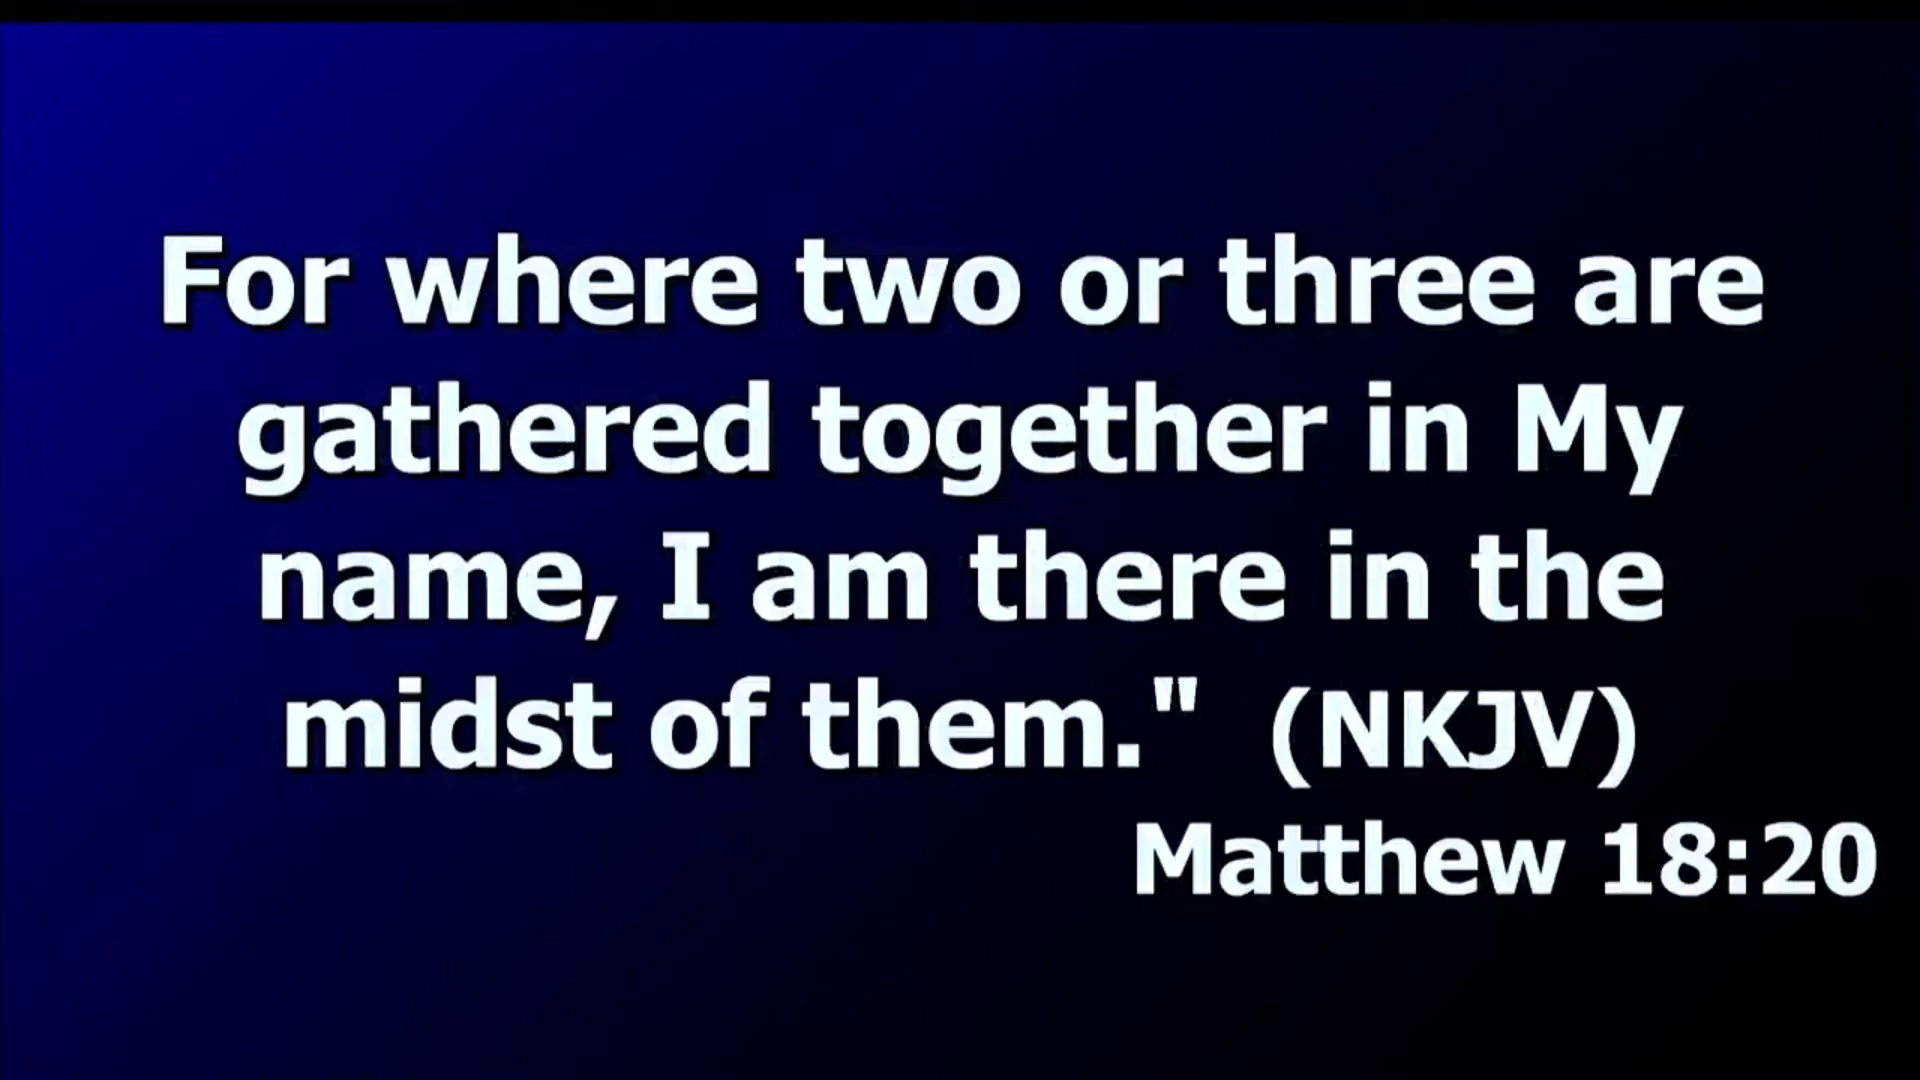 For where two or three are
gathered together in My
name, I am there in the
midst of them." (NKJV)
Matthew 18:20